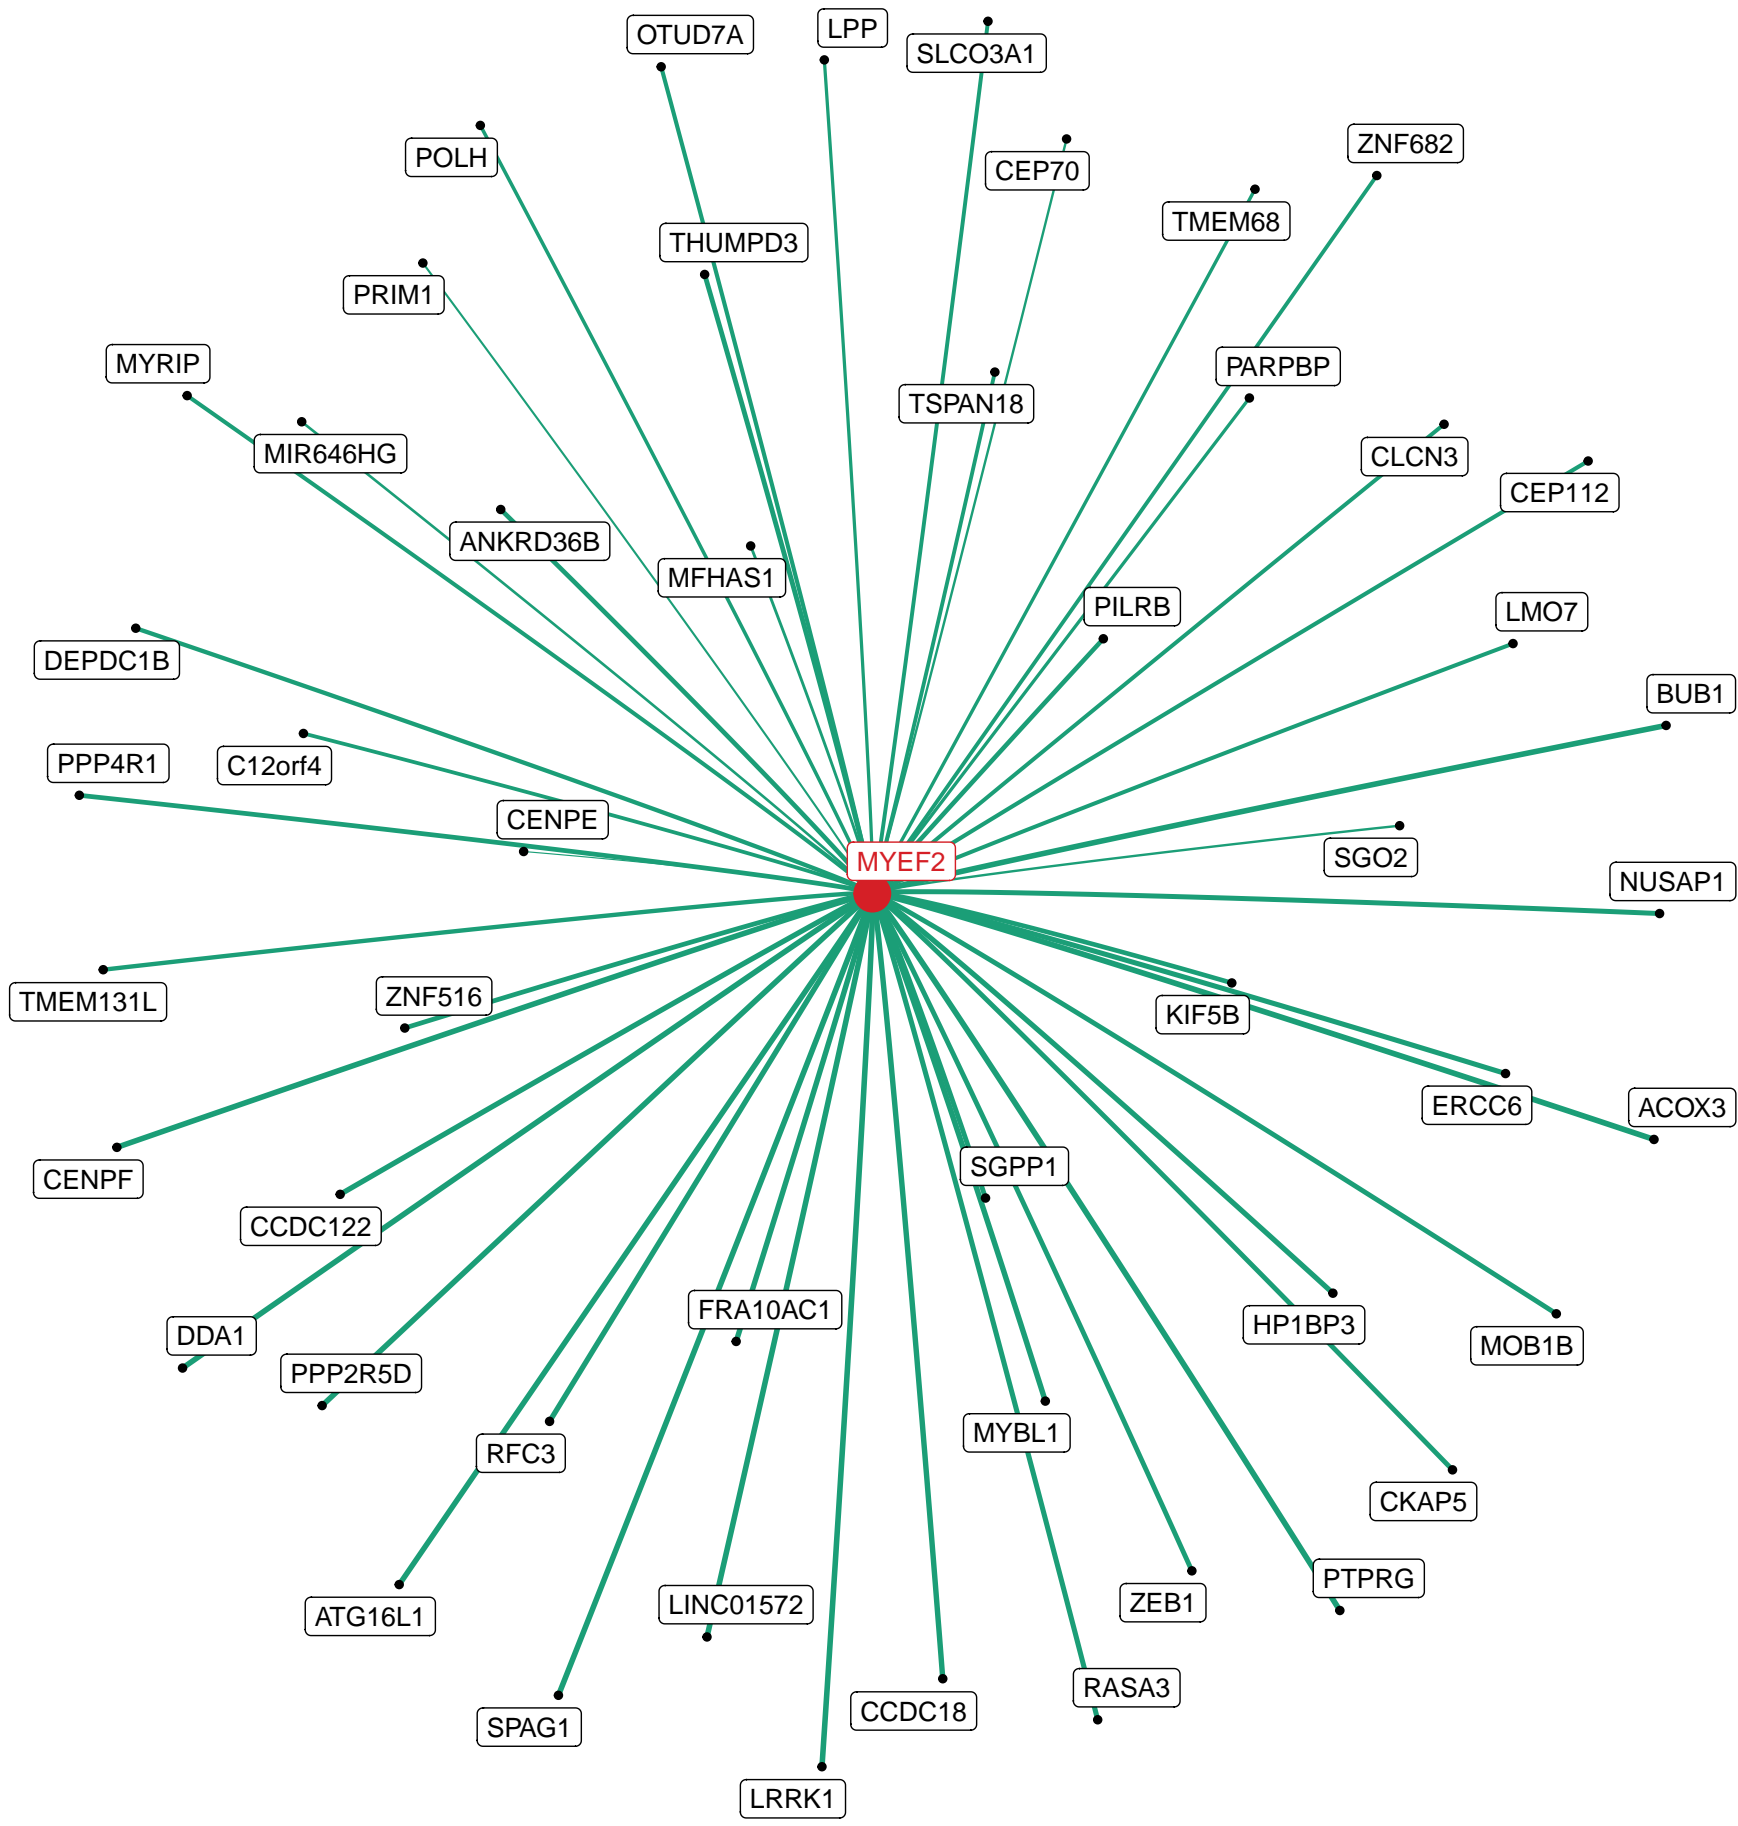 LPP
OTUD7A
SLCO3A1
ZNF682
POLH
CEP70
TMEM68
THUMPD3
PRIM1
MYRIP
PARPBP
TSPAN18
MIR646HG
CLCN3
CEP112
ANKRD36B
MFHAS1
PILRB
LMO7
DEPDC1B
BUB1
PPP4R1
C12orf4
CENPE
MYEF2
SGO2
NUSAP1
TMEM131L
ZNF516
KIF5B
ERCC6
ACOX3
CENPF
SGPP1
CCDC122
FRA10AC1
HP1BP3
DDA1
MOB1B
PPP2R5D
MYBL1
RFC3
CKAP5
PTPRG
ZEB1
LINC01572
ATG16L1
RASA3
CCDC18
SPAG1
LRRK1